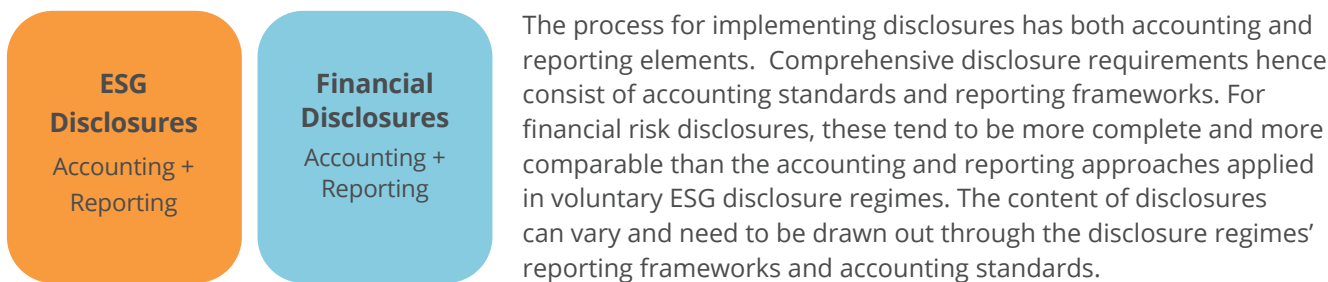 ESG
Disclosures
Accounting +
Reporting
Financial
Disclosures
Accounting +
Reporting
The process for implementing disclosures has both accounting and
reporting elements.  Comprehensive disclosure requirements hence
consist of accounting standards and reporting frameworks. For
financial risk disclosures, these tend to be more complete and more
comparable than the accounting and reporting approaches applied
in voluntary ESG disclosure regimes. The content of disclosures
can vary and need to be drawn out through the disclosure regimes’
reporting frameworks and accounting standards.